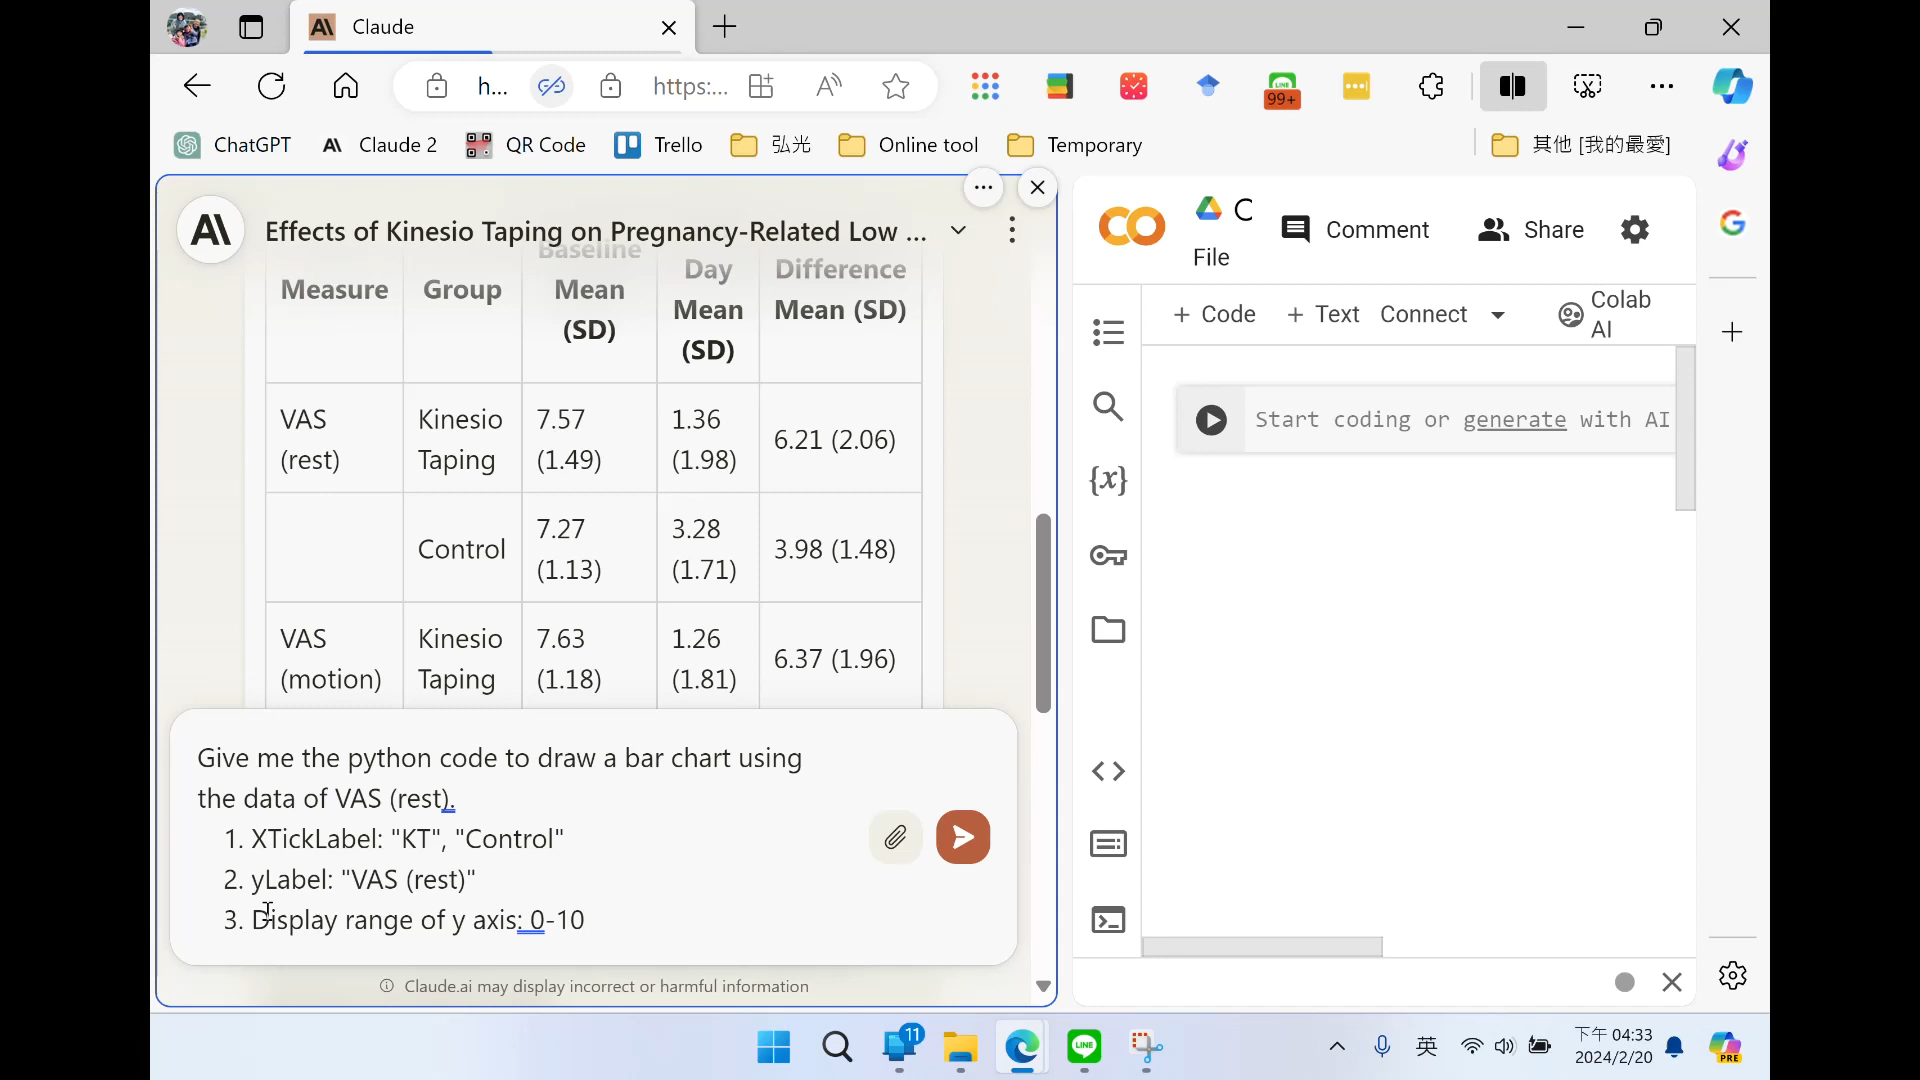 Claude
h...
https:...
99+
ChatGPT
Claude 2
QR Code
Trello
弘光
Online tool
Temporary
其他 [我的最愛]
Effects of Kinesio Taping on Pregnancy-Related Low ...
Measure
Group
Baseline
Mean
(SD)
Day
Mean
(SD)
Difference
Mean (SD)
VAS
(rest)
Kinesio
Taping
7.57
(1.49)
1.36
(1.98)
6.21 (2.06)
Control
7.27
(1.13)
3.28
(1.71)
3.98 (1.48)
VAS
(motion)
Kinesio
Taping
7.63
(1.18)
1.26
(1.81)
6.37 (1.96)
Give me the python code to draw a bar chart using
the data of VAS (rest).
1. XTickLabel: "KT", "Control"
2. yLabel: "VAS (rest)"
3. Display range of y axis: 0-10
Claude.ai may display incorrect or harmful information
C
File
Comment
Share
+ Code
+ Text
Connect
Colab
AI
{x}
Start coding or generate with AI
11
LINE
英
下午 04:33
2024/2/20
PRE